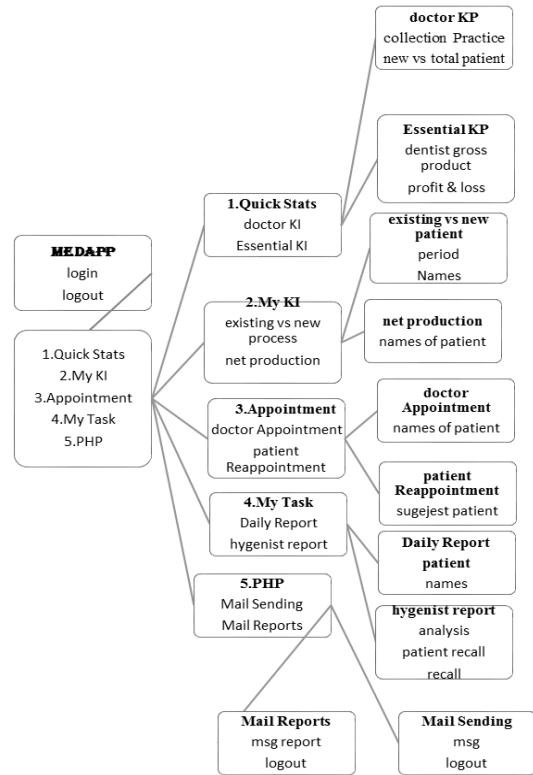 doctor KP
collection Practice
new vs total patient
Essential KP
dentist gross
product
profit & loss
1.Quick Stats
doctor KI
Essential KI
existing vs new
patient
period
Names
MEDAPP
login
logout
2.My KI
existing vs new
process
net production
net production
names of patient
1.Quick Stats
2.My KI
3.Appointment
4.My Task
5.PHP
3.Appointment
doctor Appointment
patient
Reappointment
doctor
Appointment
names of patient
patient
Reappointment
sugejest patient
4.My Task
Daily Report
hygenist report
Daily Report
patient
names
5.PHP
Mail Sending
Mail Reports
hygenist report
analysis
patient recall
recall
Mail Reports
msg report
logout
Mail Sending
msg
logout